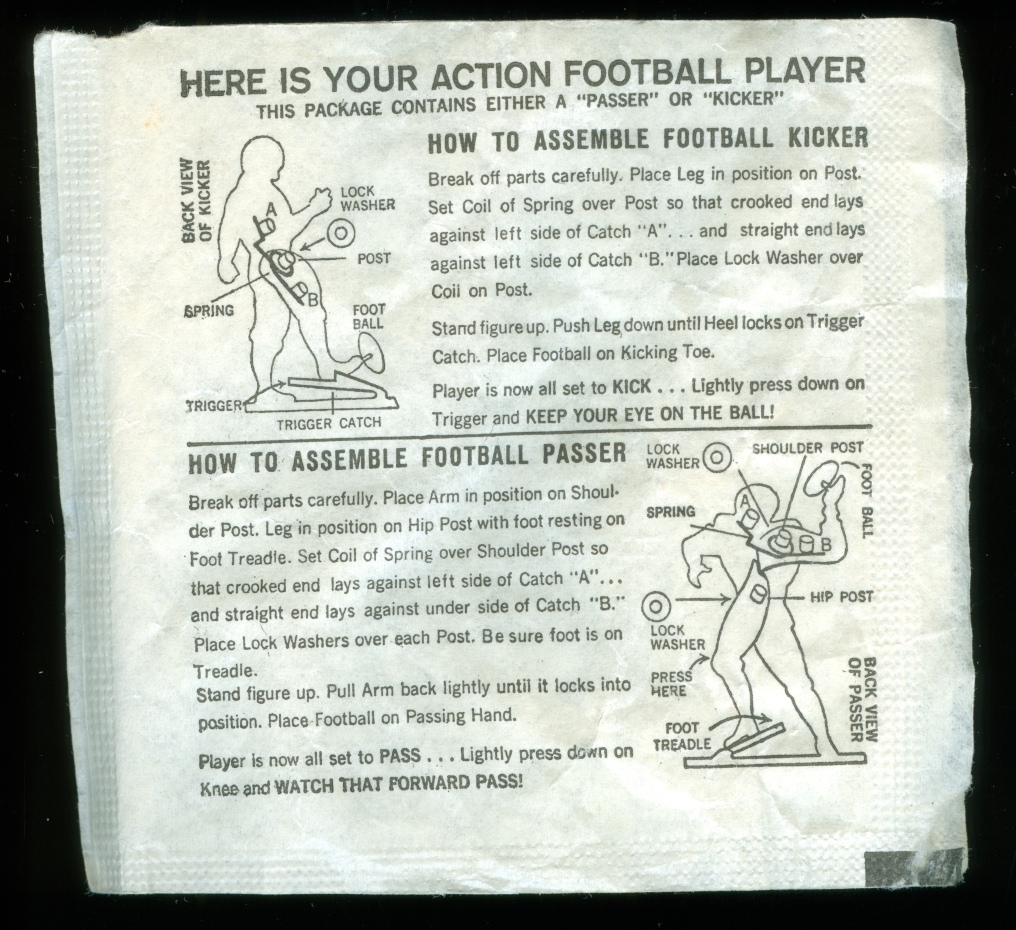 HERE IS YOUR ACTION FOOTBALL PLAYER
THIS PACKAGE CONTAINS EITHER A "PASSER" OR "KICKER"
BACK VIEW
OF KICKER
A
LOCK
WASHER
POST
B
SPRING
FOOT
BALL
TRIGGER
TRIGGER CATCH
HOW TO ASSEMBLE FOOTBALL KICKER
Break off parts carefully. Place Leg in position on Post.
Set Coil of Spring over Post so that crooked end lays
against left side of Catch "A". . . and straight end lays
against left side of Catch "B." Place Lock Washer over
Coil on Post.
Stand figure up. Push Leg down until Heel locks on Trigger
Catch. Place Football on Kicking Toe.
Player is now all set to KICK . . . Lightly press down on
Trigger and KEEP YOUR EYE ON THE BALL!
HOW TO ASSEMBLE FOOTBALL PASSER
Break off parts carefully. Place Arm in position on Shoul-
der Post. Leg in position on Hip Post with foot resting on
Foot Treadle. Set Coil of Spring over Shoulder Post so
that crooked end lays against left side of Catch "A"...
and straight end lays against under side of Catch "B."
Place Lock Washers over each Post. Be sure foot is on
Treadle.
Stand figure up. Pull Arm back lightly until it locks into
position. Place Football on Passing Hand.
Player is now all set to PASS . . . Lightly press down on
Knee and WATCH THAT FORWARD PASS!
LOCK
WASHER
SHOULDER POST
FOOT BALL
A
SPRING
B
HIP POST
LOCK
WASHER
PRESS
HERE
FOOT
TREADLE
BACK VIEW
OF PASSER